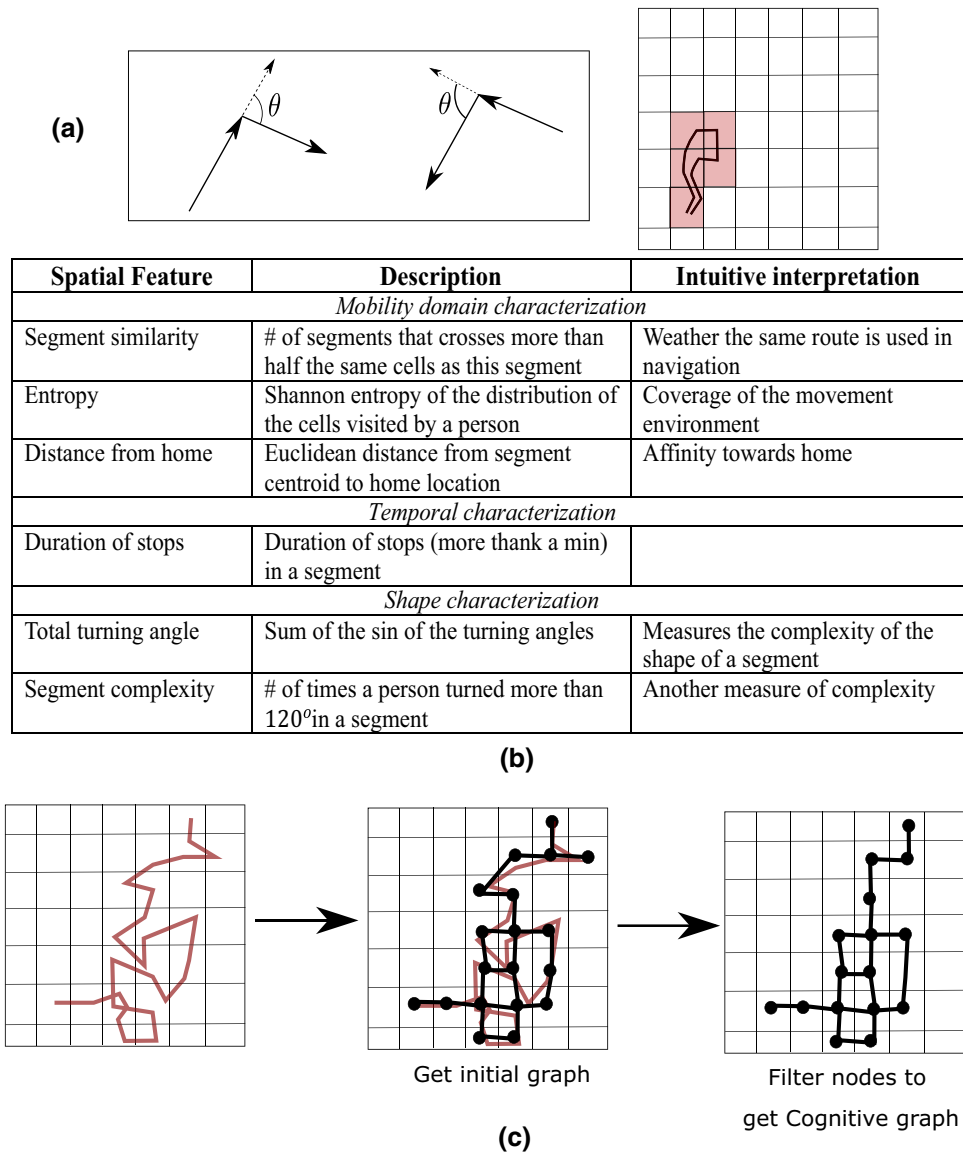 θ
θ
(a)
Spatial Feature Description Intuitive interpretation
Mobility domain characterization
Segment similarity # of segments that crosses more than half the same cells as this segment Weather the same route is used in navigation
Entropy Shannon entropy of the distribution of the cells visited by a person Coverage of the movement environment
Distance from home Euclidean distance from segment centroid to home location Affinity towards home
Temporal characterization
Duration of stops Duration of stops (more thank a min) in a segment
Shape characterization
Total turning angle Sum of the sin of the turning angles Measures the complexity of the shape of a segment
Segment complexity # of times a person turned more than 120° in a segment Another measure of complexity
(b)
Get initial graph
Filter nodes to
get Cognitive graph
(c)